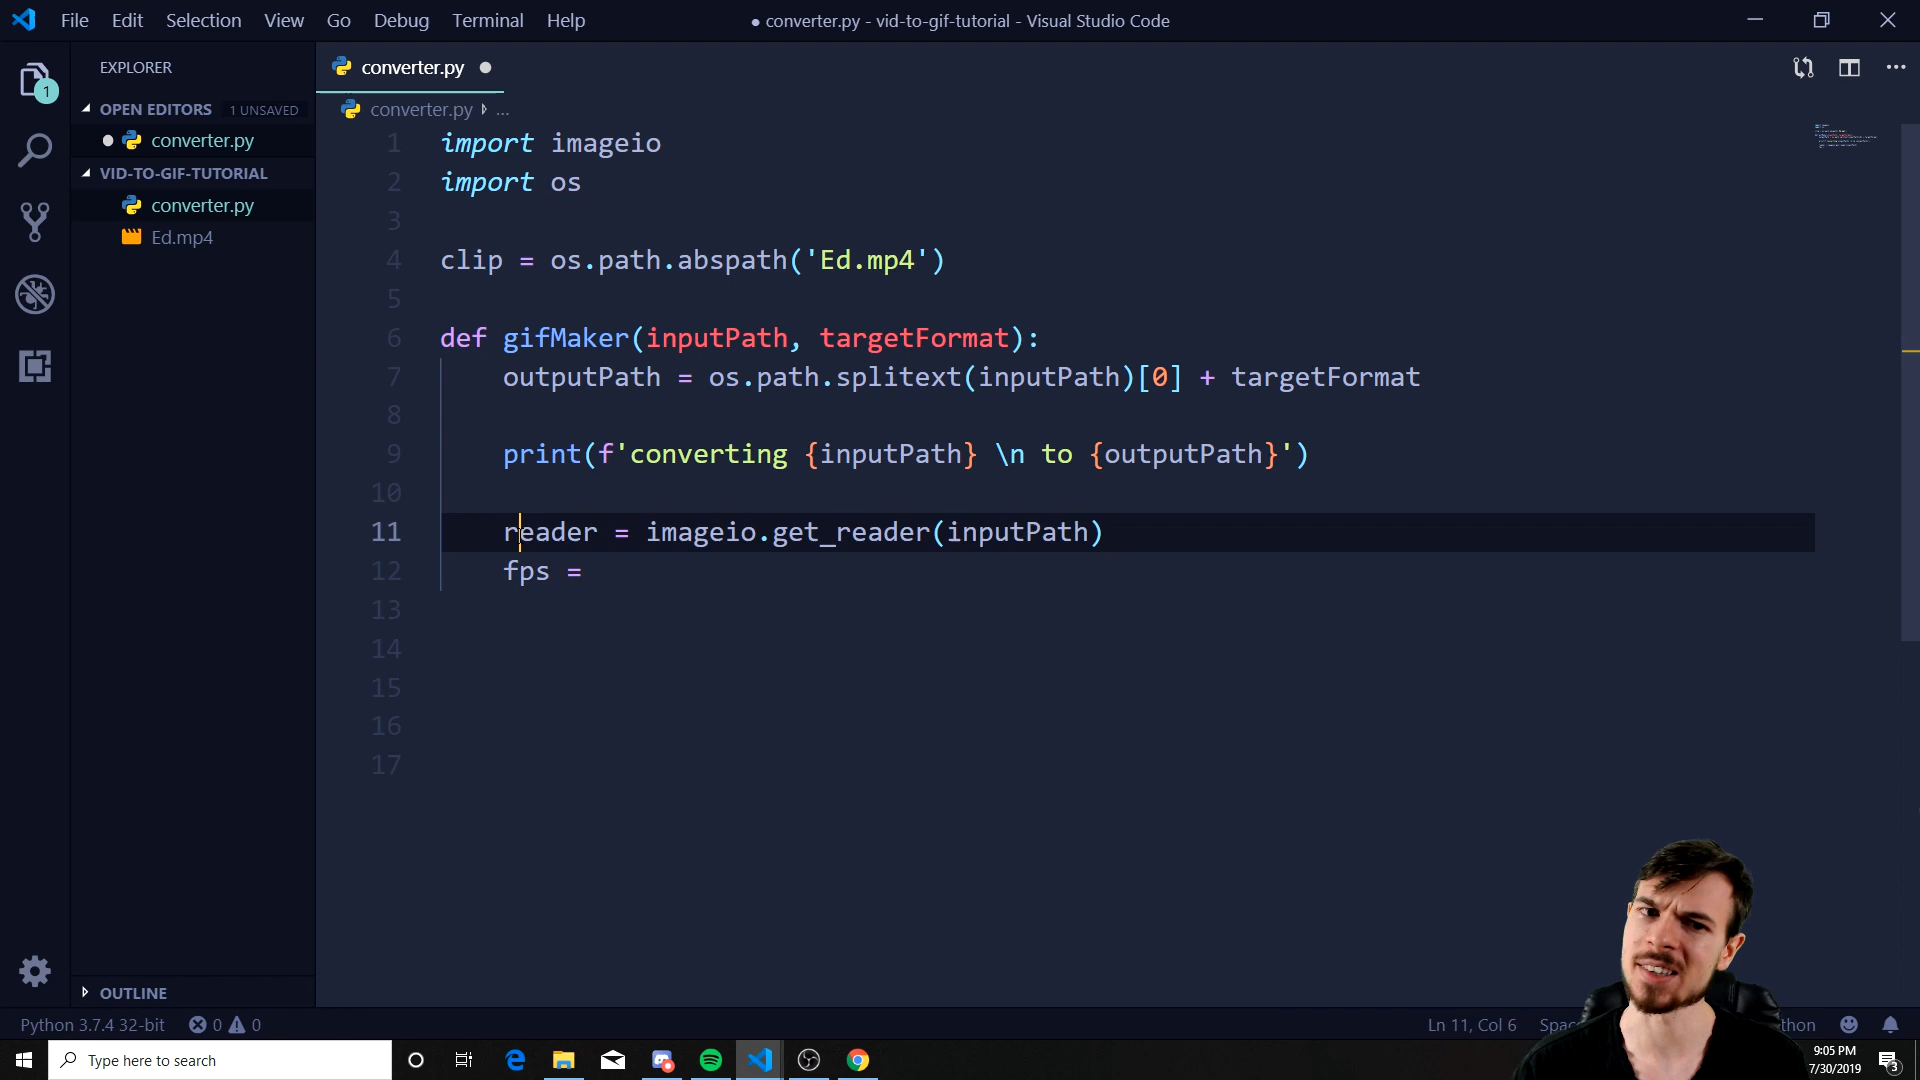 File Edit Selection View Go Debug Terminal Help
● converter.py - vid-to-gif-tutorial - Visual Studio Code
EXPLORER
1
OPEN EDITORS 1 UNSAVED
converter.py
VID-TO-GIF-TUTORIAL
converter.py
Ed.mp4
OUTLINE
converter.py
converter.py ...
1 import imageio
2 import os
3
4 clip = os.path.abspath('Ed.mp4')
5
6 def gifMaker(inputPath, targetFormat):
7 outputPath = os.path.splitext(inputPath)[0] + targetFormat
8
9 print(f'converting {inputPath} \n to {outputPath}')
10
11 reader = imageio.get_reader(inputPath)
12 fps =
13
14
15
16
17
Python 3.7.4 32-bit 0 0 Ln 11, Col 6
Type here to search
9:05 PM
7/30/2019
3